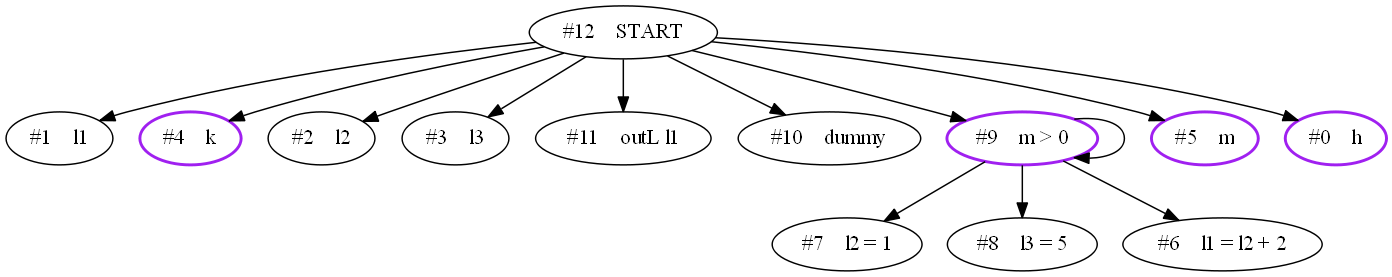 #12 START
#1 l1
#4 k
#2 l2
#3 l3
#11 outL l1
#10 dummy
#9 m > 0
#5 m
#0 h
#7 l2 = 1
#8 l3 = 5
#6 l1 = l2 + 2